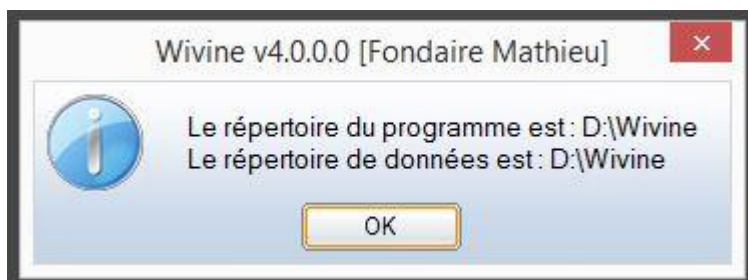 Wivine v4.0.0.0 [Fondaire Mathieu]
Le répertoire du programme est : D:\Wivine
Le répertoire de données est : D:\Wivine
OK